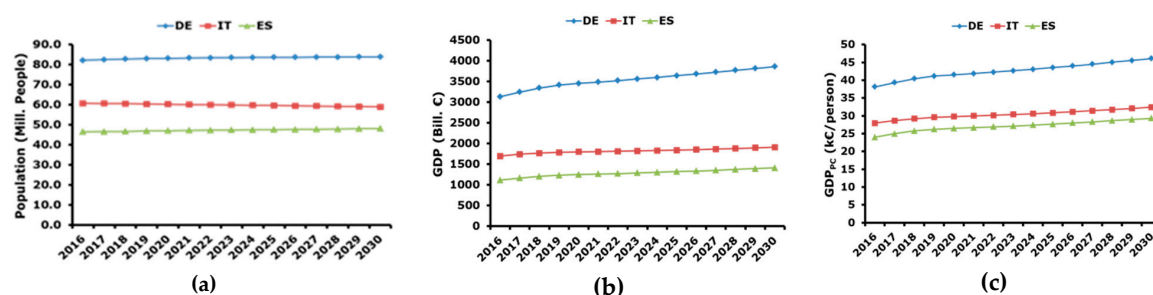 DE IT ES
Population (Mill. People)
90.0
80.0
70.0
60.0
50.0
40.0
30.0
20.0
10.0
0.0
2016 2017 2018 2019 2020 2021 2022 2023 2024 2025 2026 2027 2028 2029 2030
(a)
DE IT ES
GDP (Bill. €)
4500
4000
3500
3000
2500
2000
1500
1000
500
0
2016 2017 2018 2019 2020 2021 2022 2023 2024 2025 2026 2027 2028 2029 2030
(b)
DE IT ES
GDPPC (k€/person)
50
45
40
35
30
25
20
15
10
5
0
2016 2017 2018 2019 2020 2021 2022 2023 2024 2025 2026 2027 2028 2029 2030
(c)